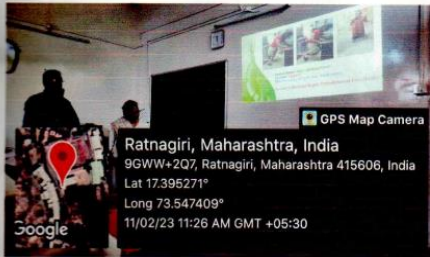 GPS Map Camera
Ratnagiri, Maharashtra, India
9GWW+2Q7, Ratnagiri, Maharashtra 415606, India
Lat 17.395271°
Long 73.547409°
11/02/23 11:26 AM GMT +05:30
Google